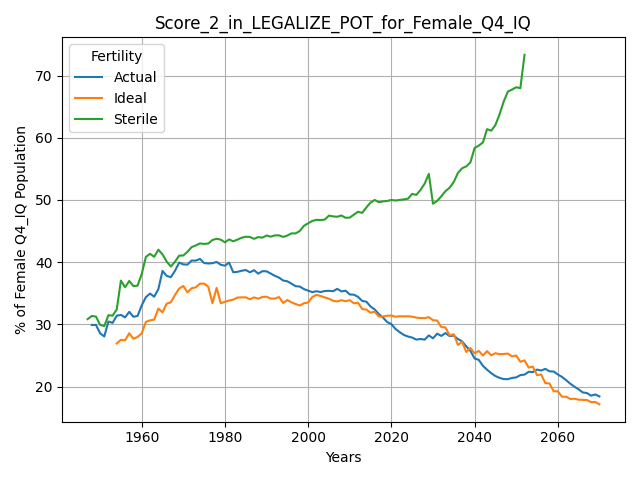 Score_2_in_LEGALIZE_POT_for_Female_Q4_IQ
Fertility
Actual
Ideal
Sterile
% of Female Q4_IQ Population
70
60
50
40
30
20
1960
1980
2000
2020
2040
2060
Years